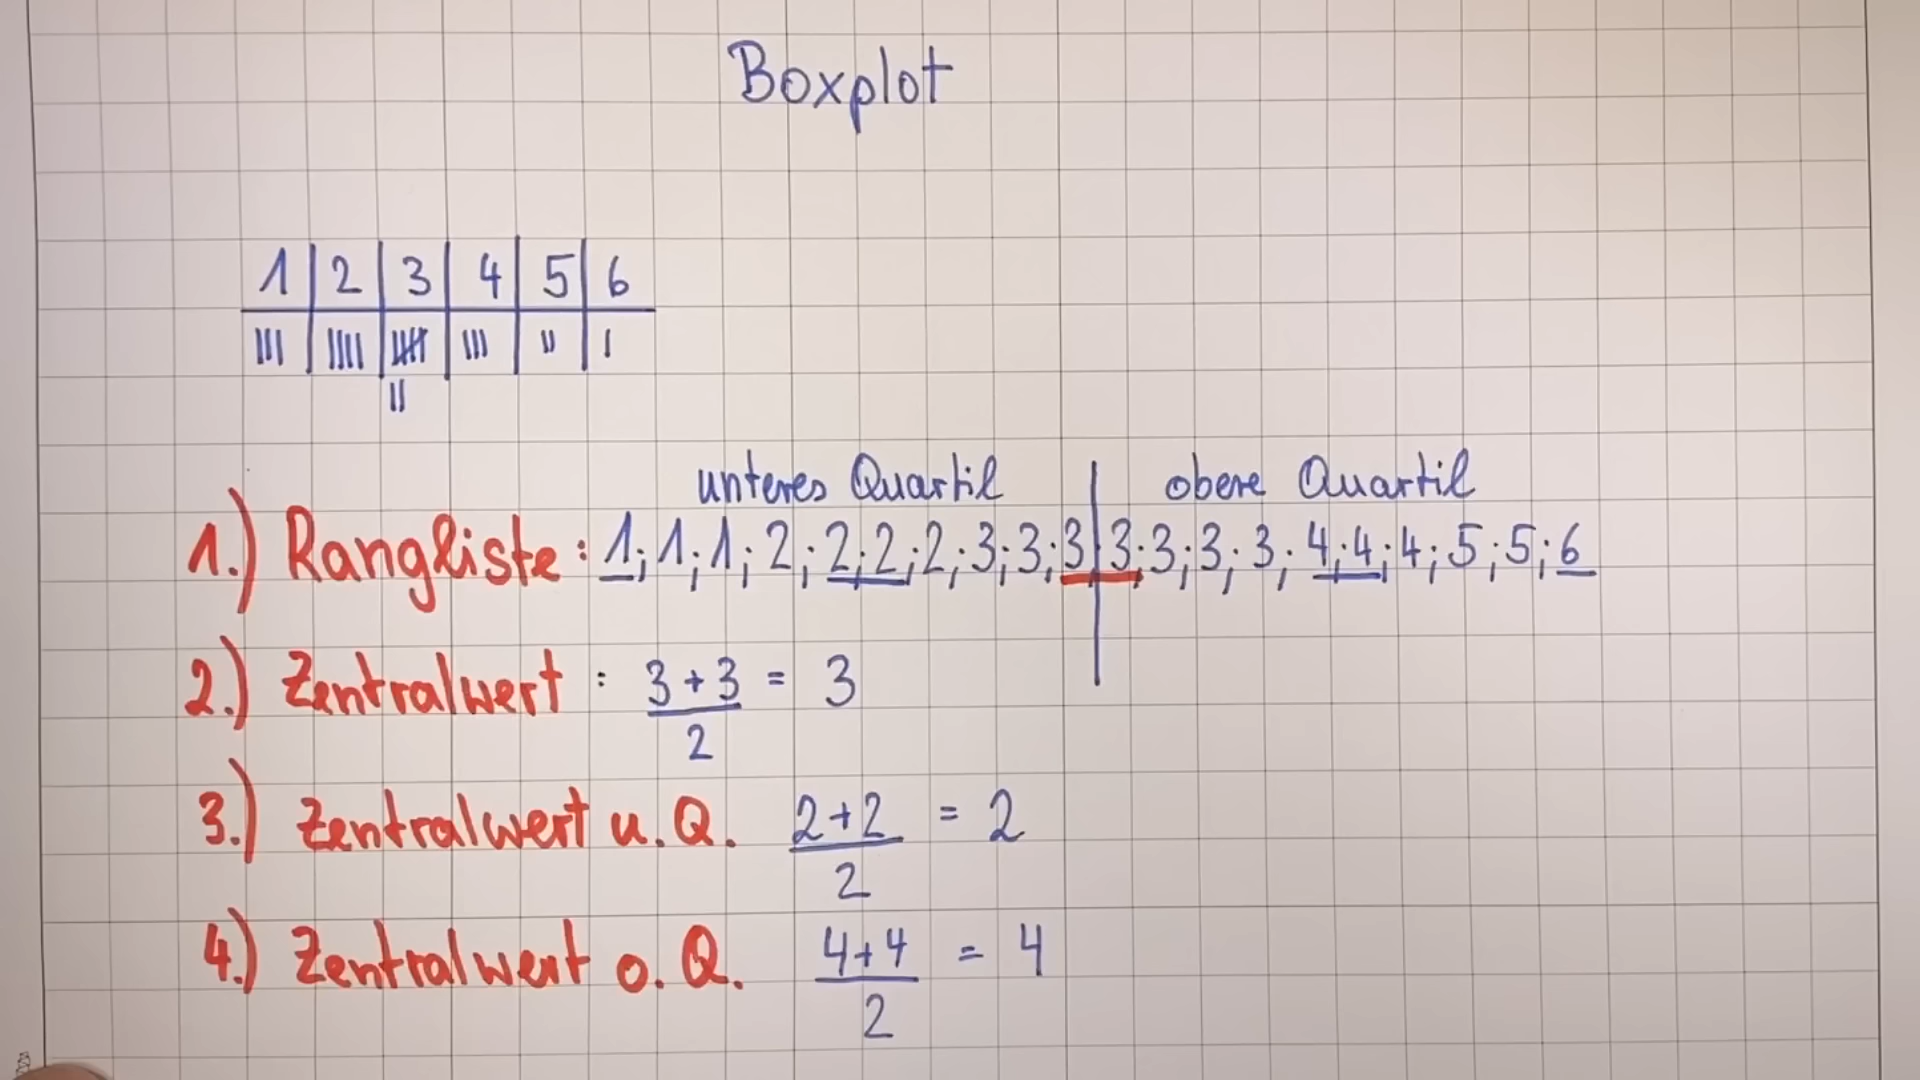 Boxplot
1 2 3 4 5 6
||| |||| |||| || ||| || |
unteres Quartil obere Quartil
1.) Rangliste: 1; 1; 1; 2; 2; 2; 2; 3; 3; 3; 3; 3; 3; 3; 4; 4; 4; 5; 5; 6
2.) Zentralwert : 3+3 = 3
2
3.) Zentralwert u. Q. 2+2 = 2
2
4.) Zentralwert o. Q. 4+4 = 4
2